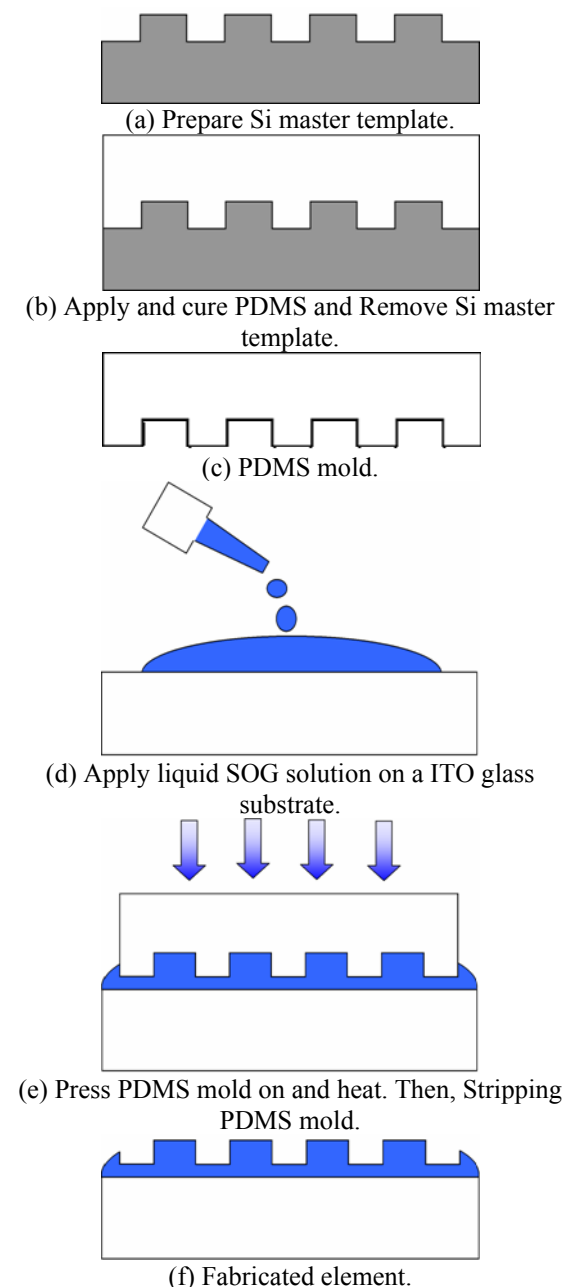 (a) Prepare Si master template.
(b) Apply and cure PDMS and Remove Si master
template.
(c) PDMS mold.
(d) Apply liquid SOG solution on a ITO glass
substrate.
(e) Press PDMS mold on and heat. Then, Stripping
PDMS mold.
(f) Fabricated element.